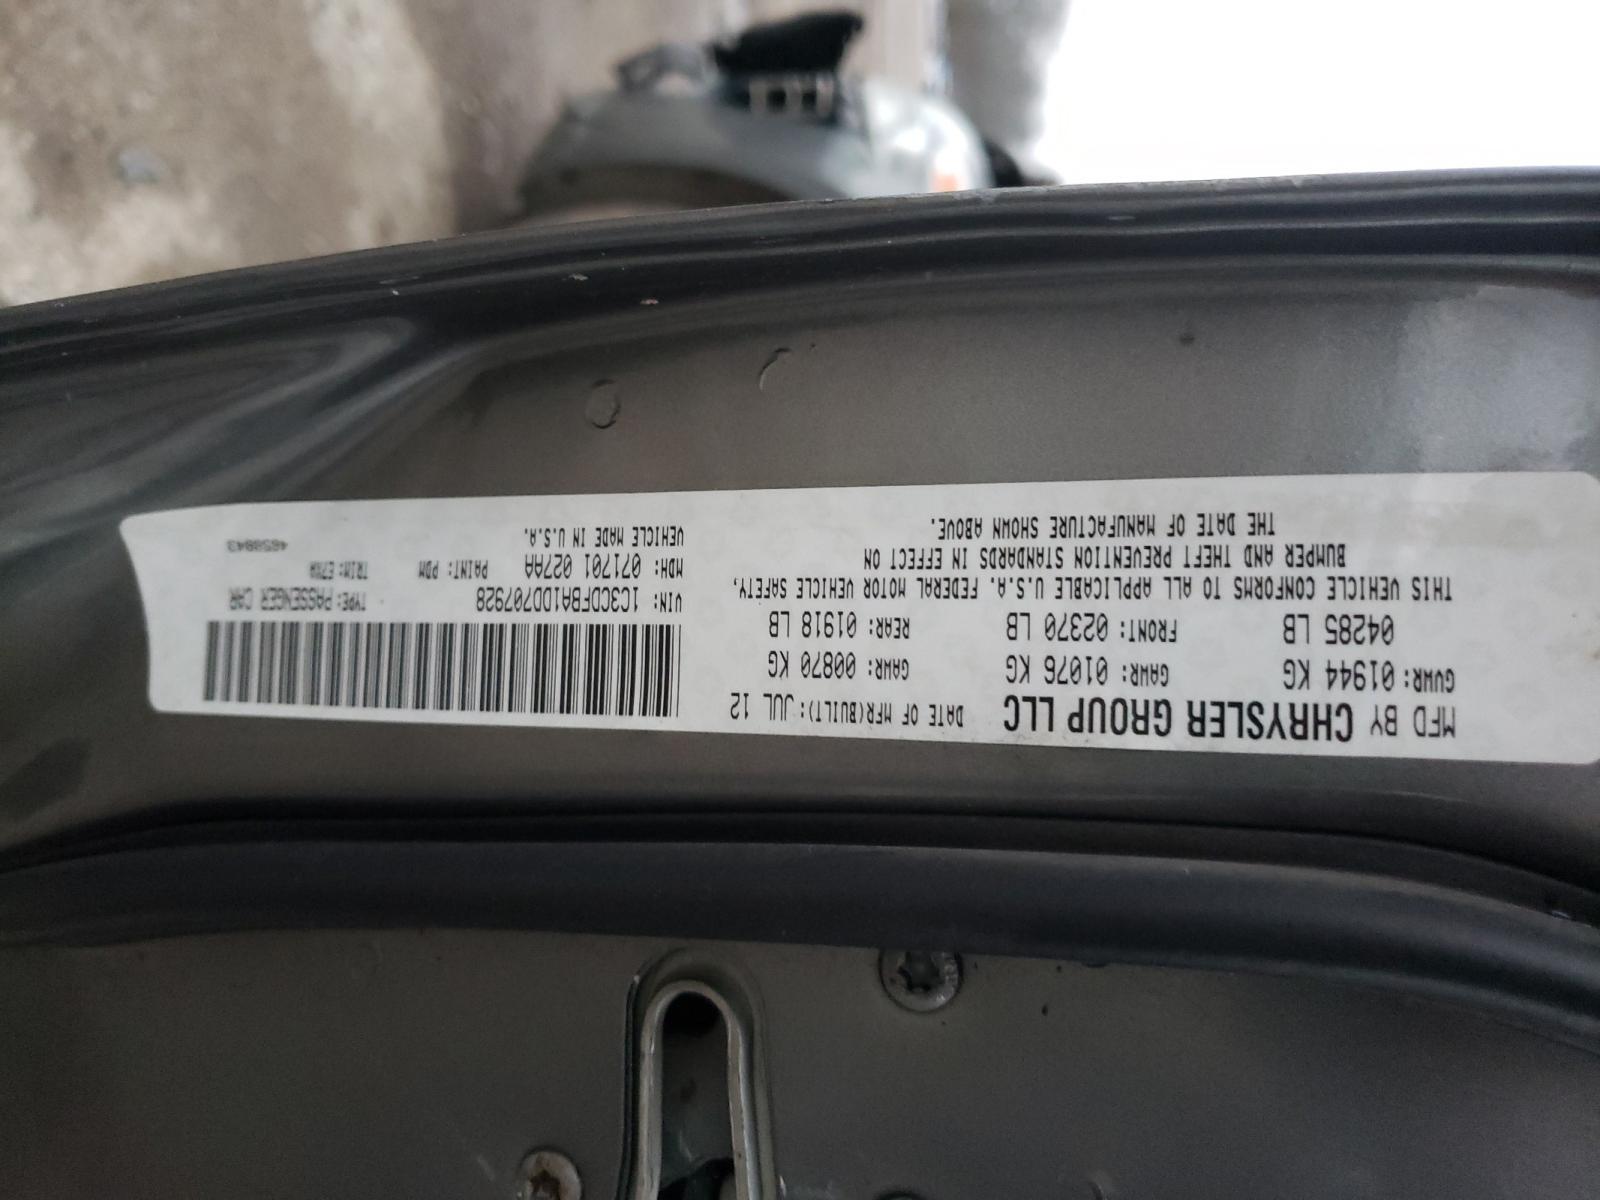 MFD BY CHRYSLER GROUP LLC DATE OF MFR(BUILT): JUL 12
GVWR: 01944 KG GAWR: 01076 KG GAWR: 00870 KG
04285 LB FRONT: 02370 LB REAR: 01918 LB
THIS VEHICLE CONFORMS TO ALL APPLICABLE U.S.A. FEDERAL MOTOR VEHICLE SAFETY,
BUMPER AND THEFT PREVENTION STANDARDS IN EFFECT ON
THE DATE OF MANUFACTURE SHOWN ABOVE.
VIN: 1C3CDFBA1DD707928 TYPE: PASSENGER CAR
MDH: 071701 027AA PAINT: PDM TRIM:
VEHICLE MADE IN U.S.A. 4658843